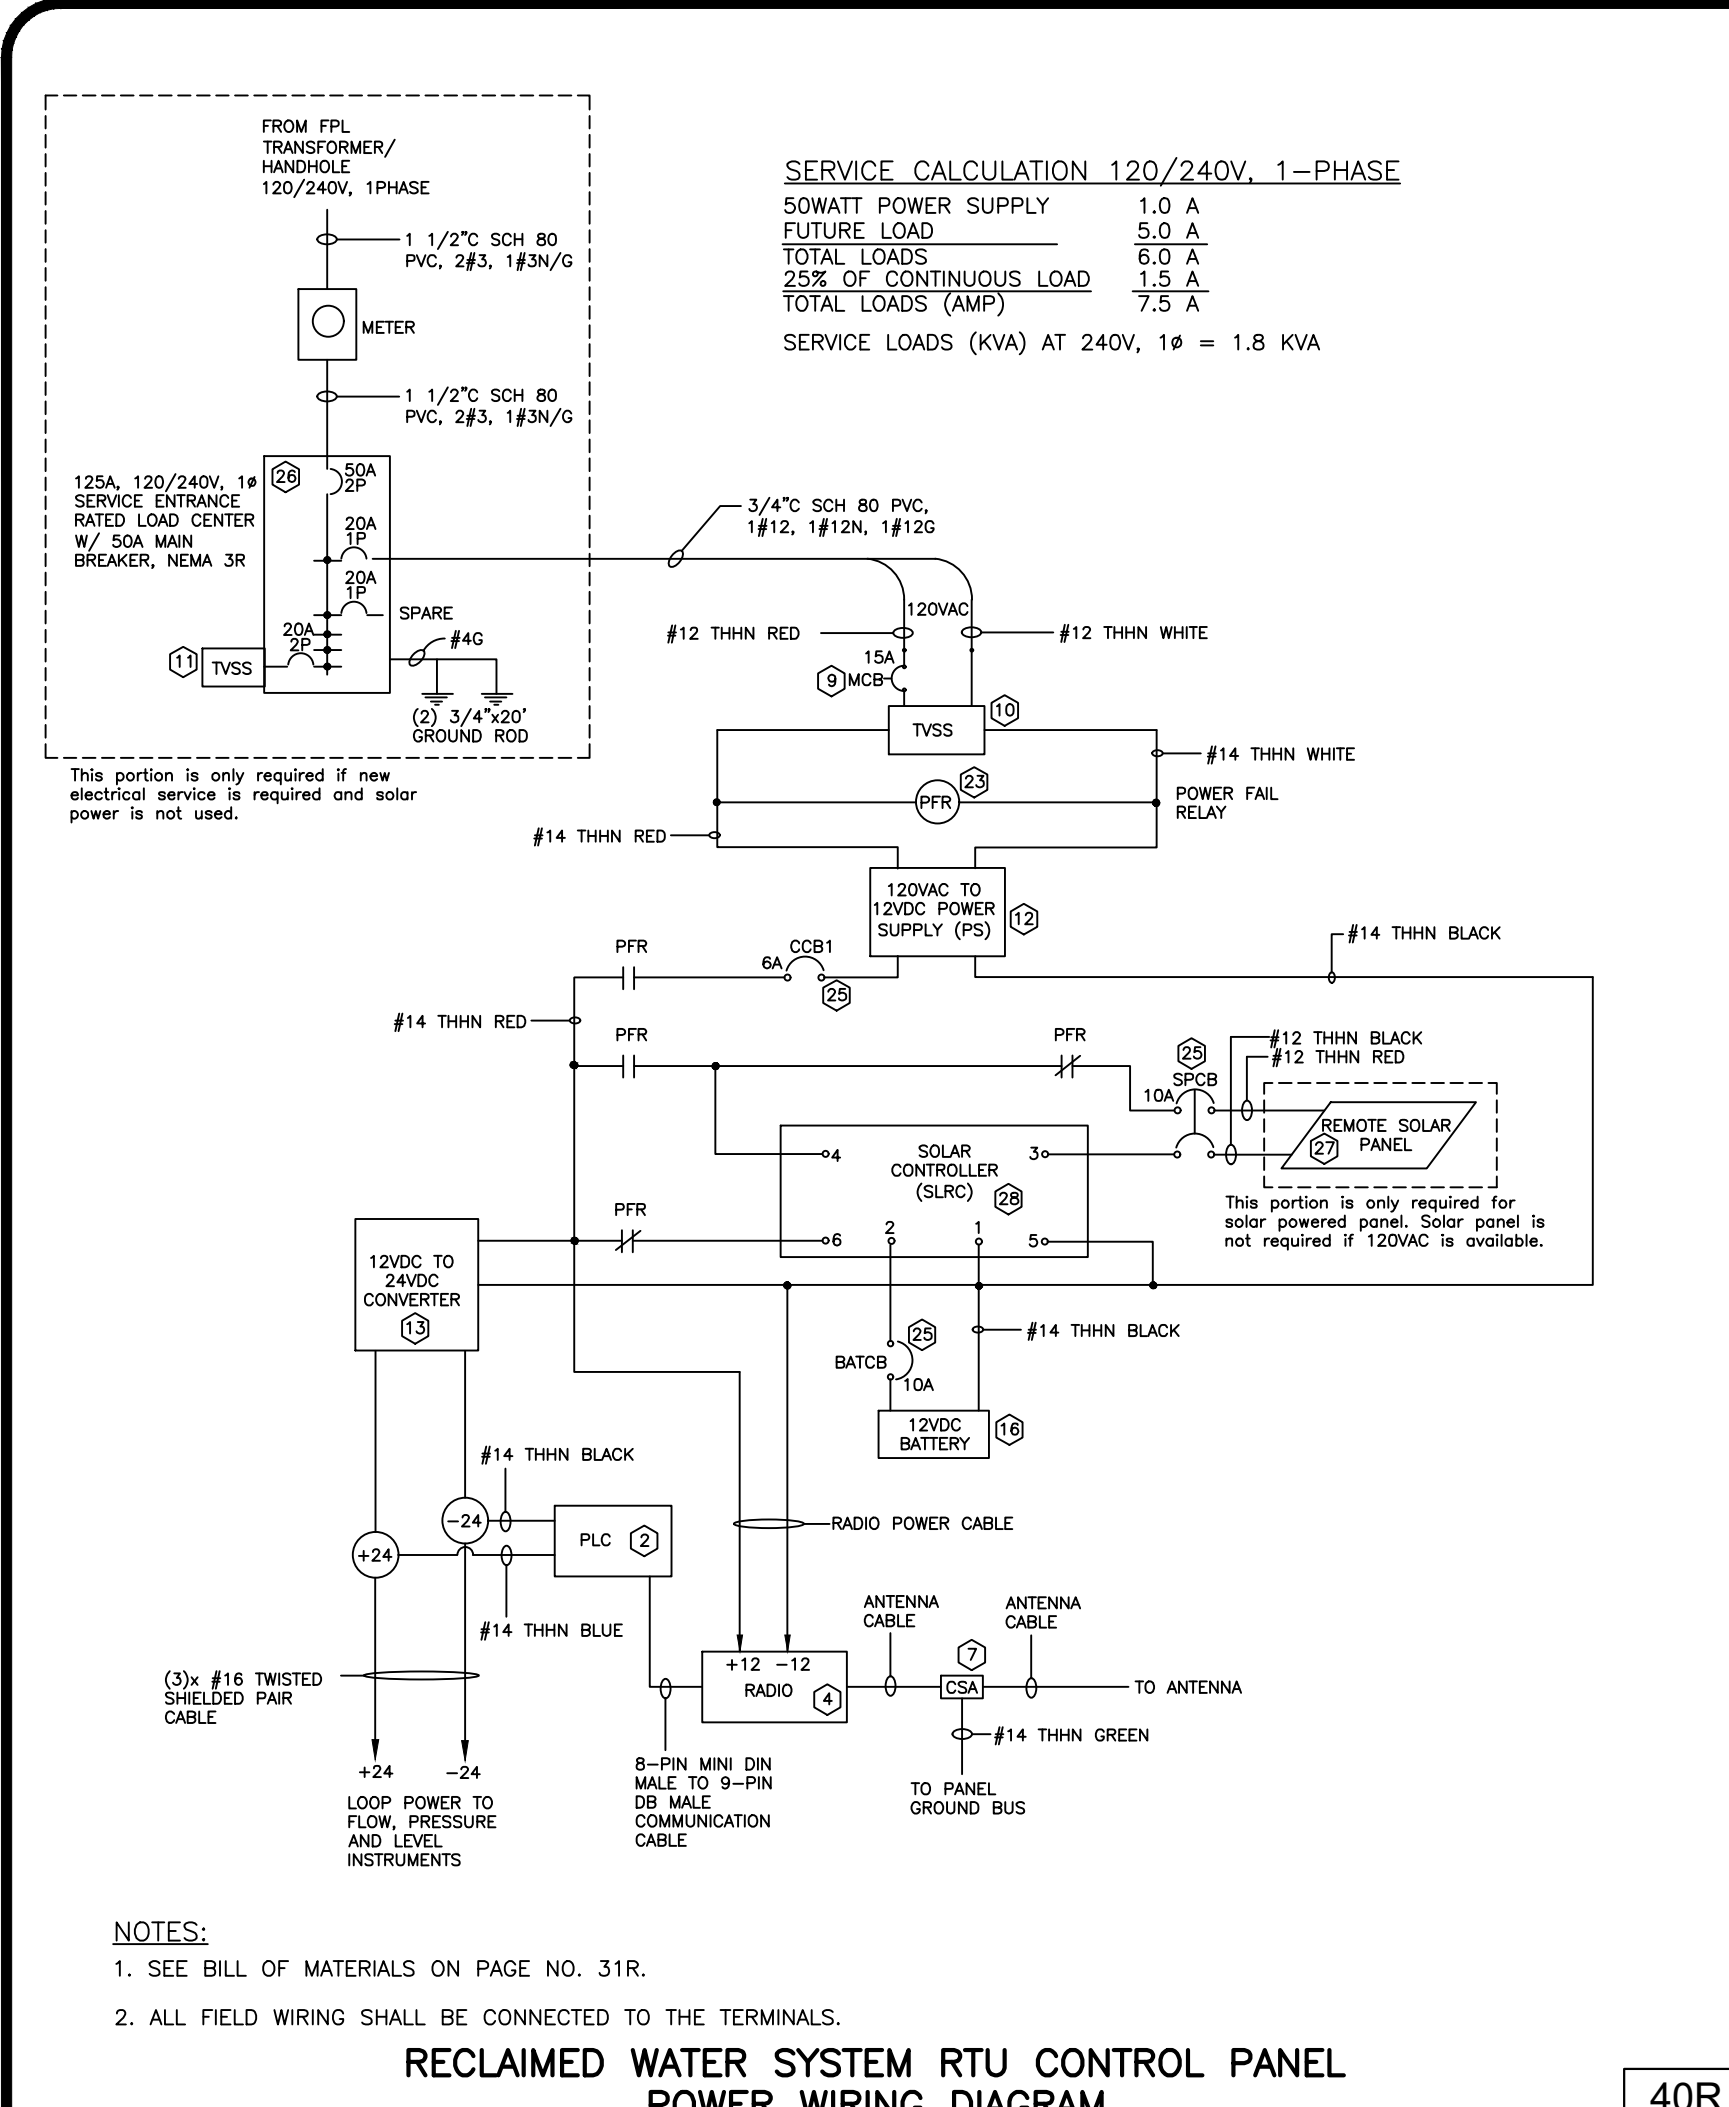 FROM FPL
TRANSFORMER/
HANDHOLE
120/240V, 1PHASE
1 1/2"C SCH 80
PVC, 2#3, 1#3N/G
METER
1 1/2"C SCH 80
PVC, 2#3, 1#3N/G
125A, 120/240V, 1ø
SERVICE ENTRANCE
RATED LOAD CENTER
W/ 50A MAIN
BREAKER, NEMA 3R
26
50A
2P
20A
1P
20A
1P
SPARE
20A
2P
#4G
11
TVSS
(2) 3/4"x20'
GROUND ROD
This portion is only required if new
electrical service is required and solar
power is not used.
SERVICE CALCULATION 120/240V, 1-PHASE
50WATT POWER SUPPLY 1.0 A
FUTURE LOAD 5.0 A
TOTAL LOADS 6.0 A
25% OF CONTINUOUS LOAD 1.5 A
TOTAL LOADS (AMP) 7.5 A
SERVICE LOADS (KVA) AT 240V, 1ø = 1.8 KVA
3/4"C SCH 80 PVC,
1#12, 1#12N, 1#12G
120VAC
#12 THHN RED
#12 THHN WHITE
15A
9
MCB
10
TVSS
#14 THHN WHITE
23
PFR
POWER FAIL
RELAY
#14 THHN RED
120VAC TO
12VDC POWER
SUPPLY (PS)
12
#14 THHN BLACK
PFR
6A
CCB1
25
#14 THHN RED
PFR
PFR
25
SPCB
10A
#12 THHN BLACK
#12 THHN RED
REMOTE SOLAR
PANEL
27
This portion is only required for
solar powered panel. Solar panel is
not required if 120VAC is available.
4
SOLAR
CONTROLLER
(SLRC)
28
3
PFR
6
2
1
5
12VDC TO
24VDC
CONVERTER
13
25
BATCB
10A
#14 THHN BLACK
12VDC
BATTERY
16
#14 THHN BLACK
-24
+24
PLC
2
#14 THHN BLUE
RADIO POWER CABLE
ANTENNA
CABLE
ANTENNA
CABLE
(3)x #16 TWISTED
SHIELDED PAIR
CABLE
+12 -12
RADIO
4
7
CSA
TO ANTENNA
#14 THHN GREEN
TO PANEL
GROUND BUS
+24
-24
LOOP POWER TO
FLOW, PRESSURE
AND LEVEL
INSTRUMENTS
8-PIN MINI DIN
MALE TO 9-PIN
DB MALE
COMMUNICATION
CABLE
NOTES:
1. SEE BILL OF MATERIALS ON PAGE NO. 31R.
2. ALL FIELD WIRING SHALL BE CONNECTED TO THE TERMINALS.
RECLAIMED WATER SYSTEM RTU CONTROL PANEL
POWER WIRING DIAGRAM
40R